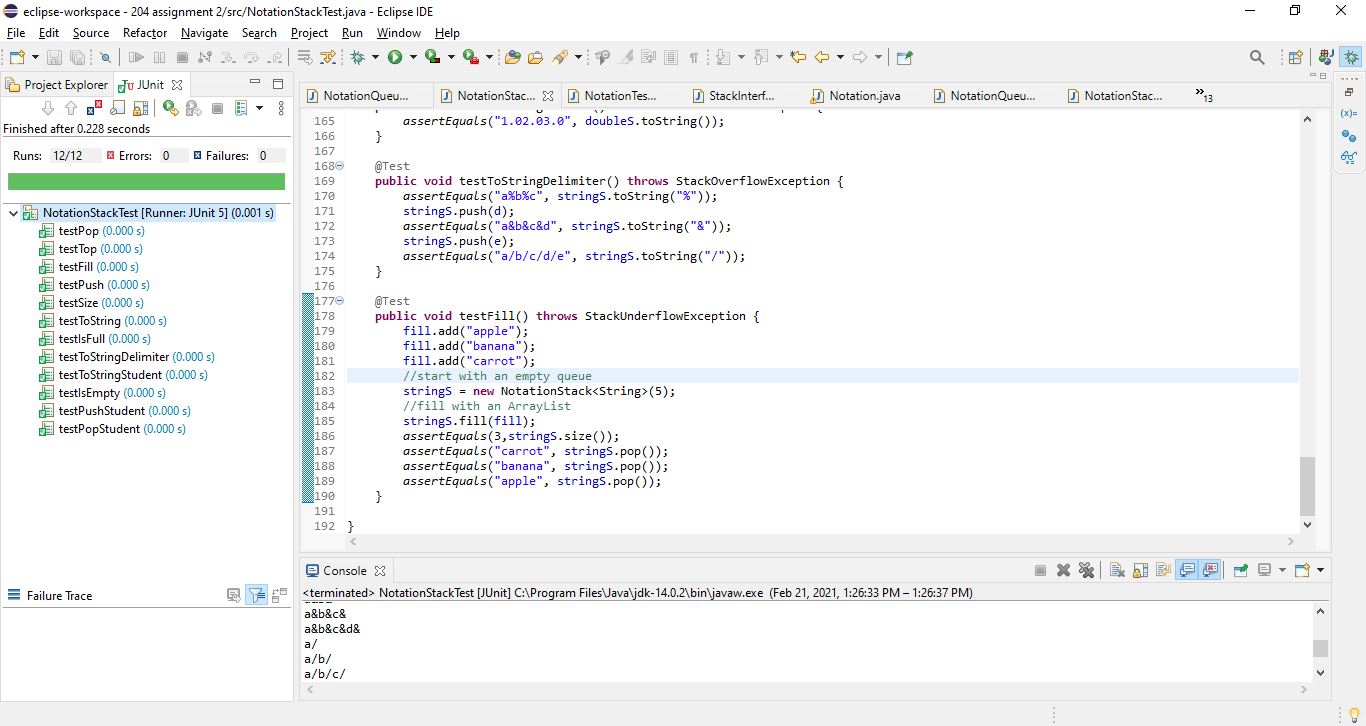 eclipse-workspace - 204 assignment 2/src/NotationStackTest.java - Eclipse IDE
File Edit Source Refactor Navigate Search Project Run Window Help
Project Explorer JUnit
Finished after 0.228 seconds
Runs: 12/12 Errors: 0 Failures: 0
NotationStackTest [Runner: JUnit 5] (0.001 s)
testPop (0.000 s)
testTop (0.000 s)
testFill (0.000 s)
testPush (0.000 s)
testSize (0.000 s)
testToString (0.000 s)
testIsFull (0.000 s)
testToStringDelimiter (0.000 s)
testToStringStudent (0.000 s)
testIsEmpty (0.000 s)
testPushStudent (0.000 s)
testPopStudent (0.000 s)
Failure Trace
NotationQueu... NotationStac... NotationTes... StackInterf... Notation.java NotationQueu... NotationStac... »13
165 assertEquals("1.02.03.0", doubleS.toString());
166 }
167
168 @Test
169 public void testToStringDelimiter() throws StackOverflowException {
170 assertEquals("a%b%c", stringS.toString("%"));
171 stringS.push(d);
172 assertEquals("a&b&c&d", stringS.toString("&"));
173 stringS.push(e);
174 assertEquals("a/b/c/d/e", stringS.toString("/"));
175 }
176
177 @Test
178 public void testFill() throws StackUnderflowException {
179 fill.add("apple");
180 fill.add("banana");
181 fill.add("carrot");
182 //start with an empty queue
183 stringS = new NotationStack<String>(5);
184 //fill with an ArrayList
185 stringS.fill(fill);
186 assertEquals(3,stringS.size());
187 assertEquals("carrot", stringS.pop());
188 assertEquals("banana", stringS.pop());
189 assertEquals("apple", stringS.pop());
190 }
191
192 }
Console
<terminated> NotationStackTest [JUnit] C:\Program Files\Java\jdk-14.0.2\bin\javaw.exe (Feb 21, 2021, 1:26:33 PM – 1:26:37 PM)
a&b&c&
a&b&c&d&
a/
a/b/
a/b/c/
(x)=